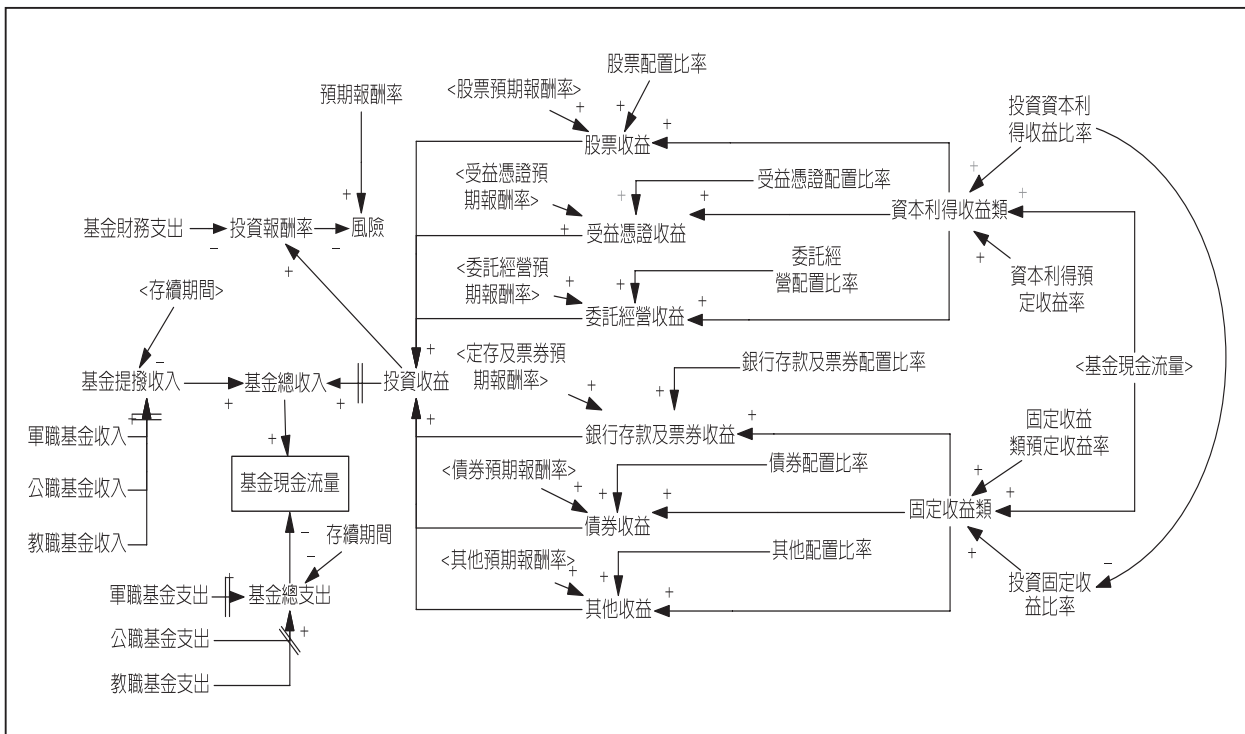 股票配置比率
<股票預期報酬率>
預期報酬率
投資資本利
得收益比率
+
+
+
+
股票收益
<受益憑證預
期報酬率>
受益憑證配置比率
+
+
+
+
+
+
資本利得收益類
基金財務支出
投資報酬率
風險
−
−
受益憑證收益
+
+
<委託經營預
期報酬率>
委託經
營配置比率
資本利得預
定收益率
+
<存續期間>
+
+
+
委託經營收益
−
+
<定存及票券預
期報酬率>
銀行存款及票券配置比率
<基金現金流量>
基金提撥收入
基金總收入
投資收益
+
+
+
+
+
+
+
+
固定收益
類預定收益率
軍職基金收入
+
銀行存款及票券收益
<債券預期報酬率>
債券配置比率
基金現金流量
公職基金收入
+
+
+
+
+
固定收益類
債券收益
−
存續期間
教職基金收入
−
<其他預期報酬率>
其他配置比率
+
−
+
+
+
投資固定收
益比率
軍職基金支出
+
基金總支出
+
其他收益
公職基金支出
教職基金支出